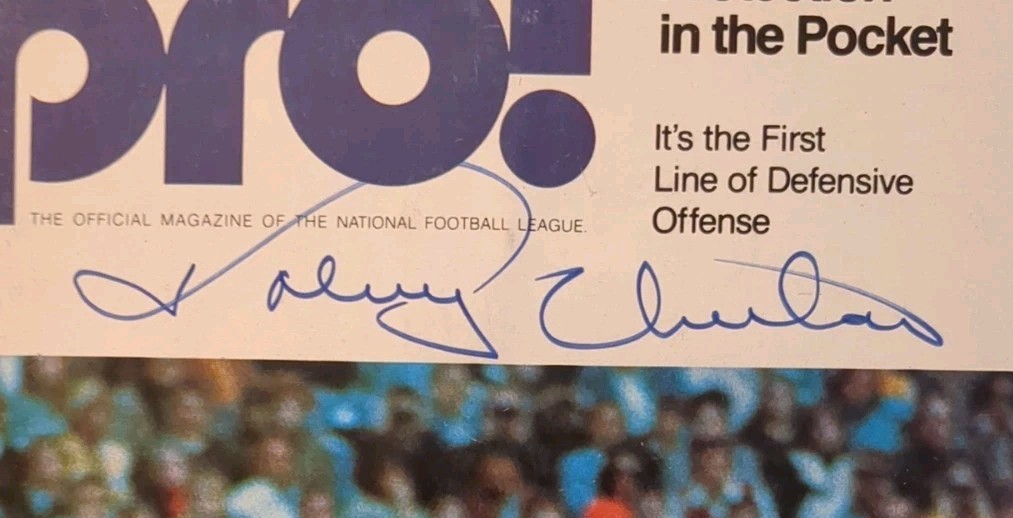 pro!
in the Pocket
It's the First
Line of Defensive
Offense
THE OFFICIAL MAGAZINE OF THE NATIONAL FOOTBALL LEAGUE.